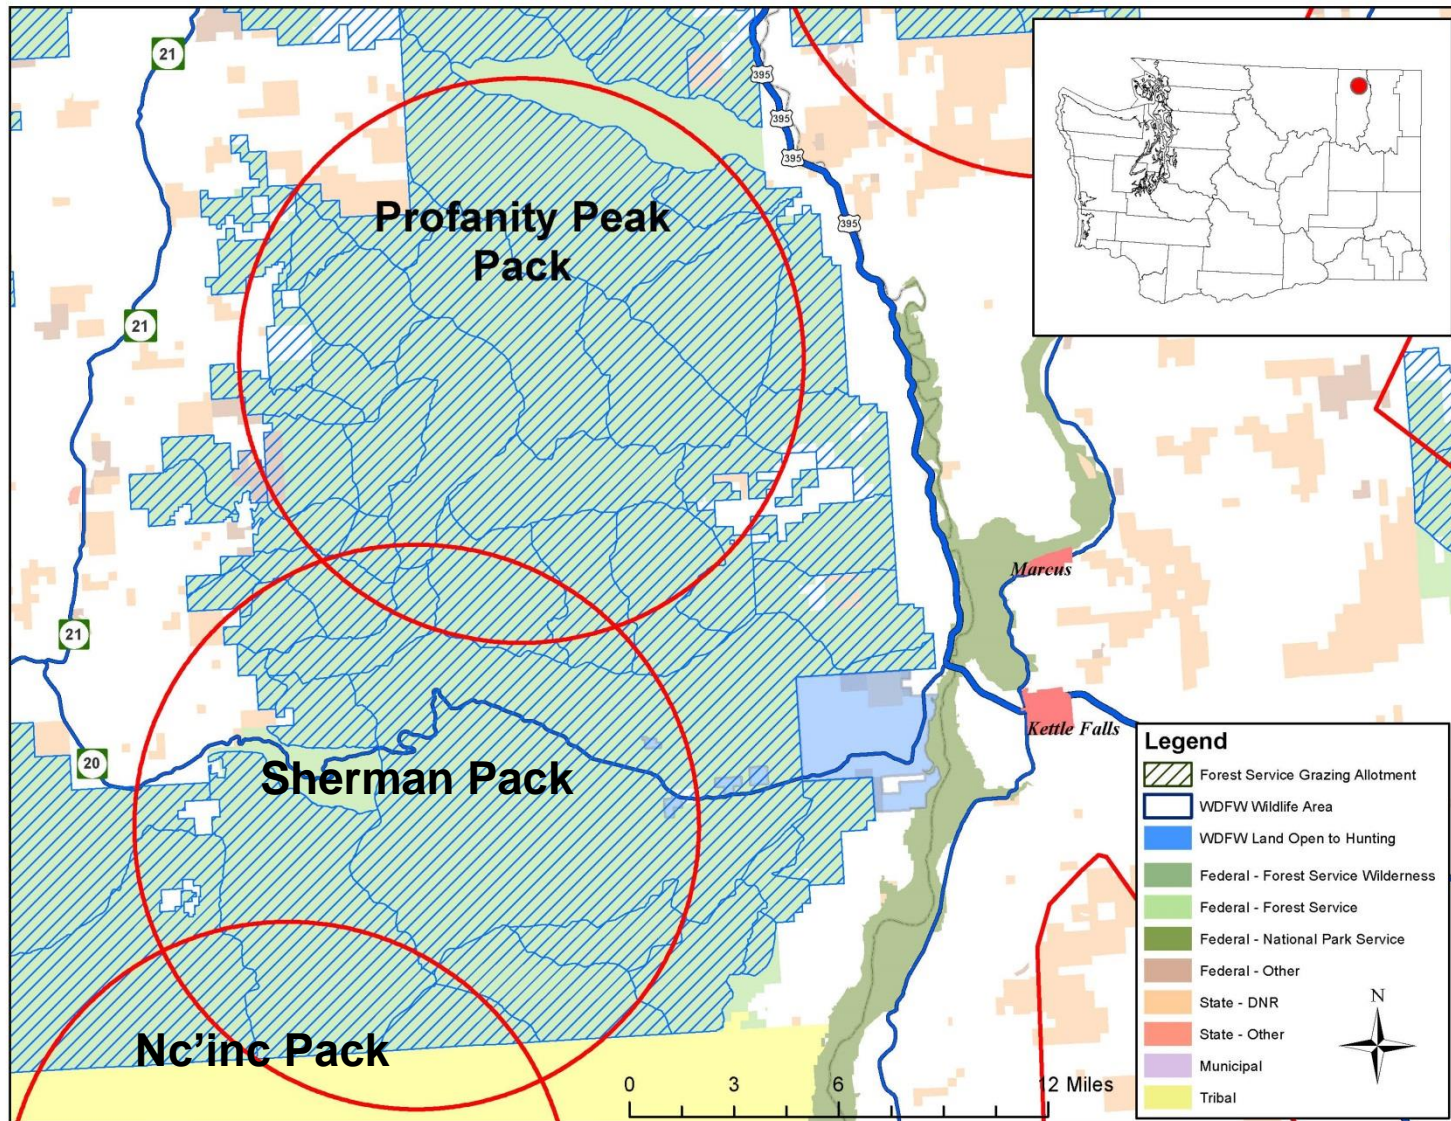 21
395
395
395
395
Profanity Peak
Pack
21
Marcus
21
Kettle Falls
20
Sherman Pack
Nc'inc Pack
Legend
Forest Service Grazing Allotment
WDFW Wildlife Area
WDFW Land Open to Hunting
Federal - Forest Service Wilderness
Federal - Forest Service
Federal - National Park Service
Federal - Other
State - DNR
State - Other
Municipal
Tribal
N
0 3 6 12 Miles